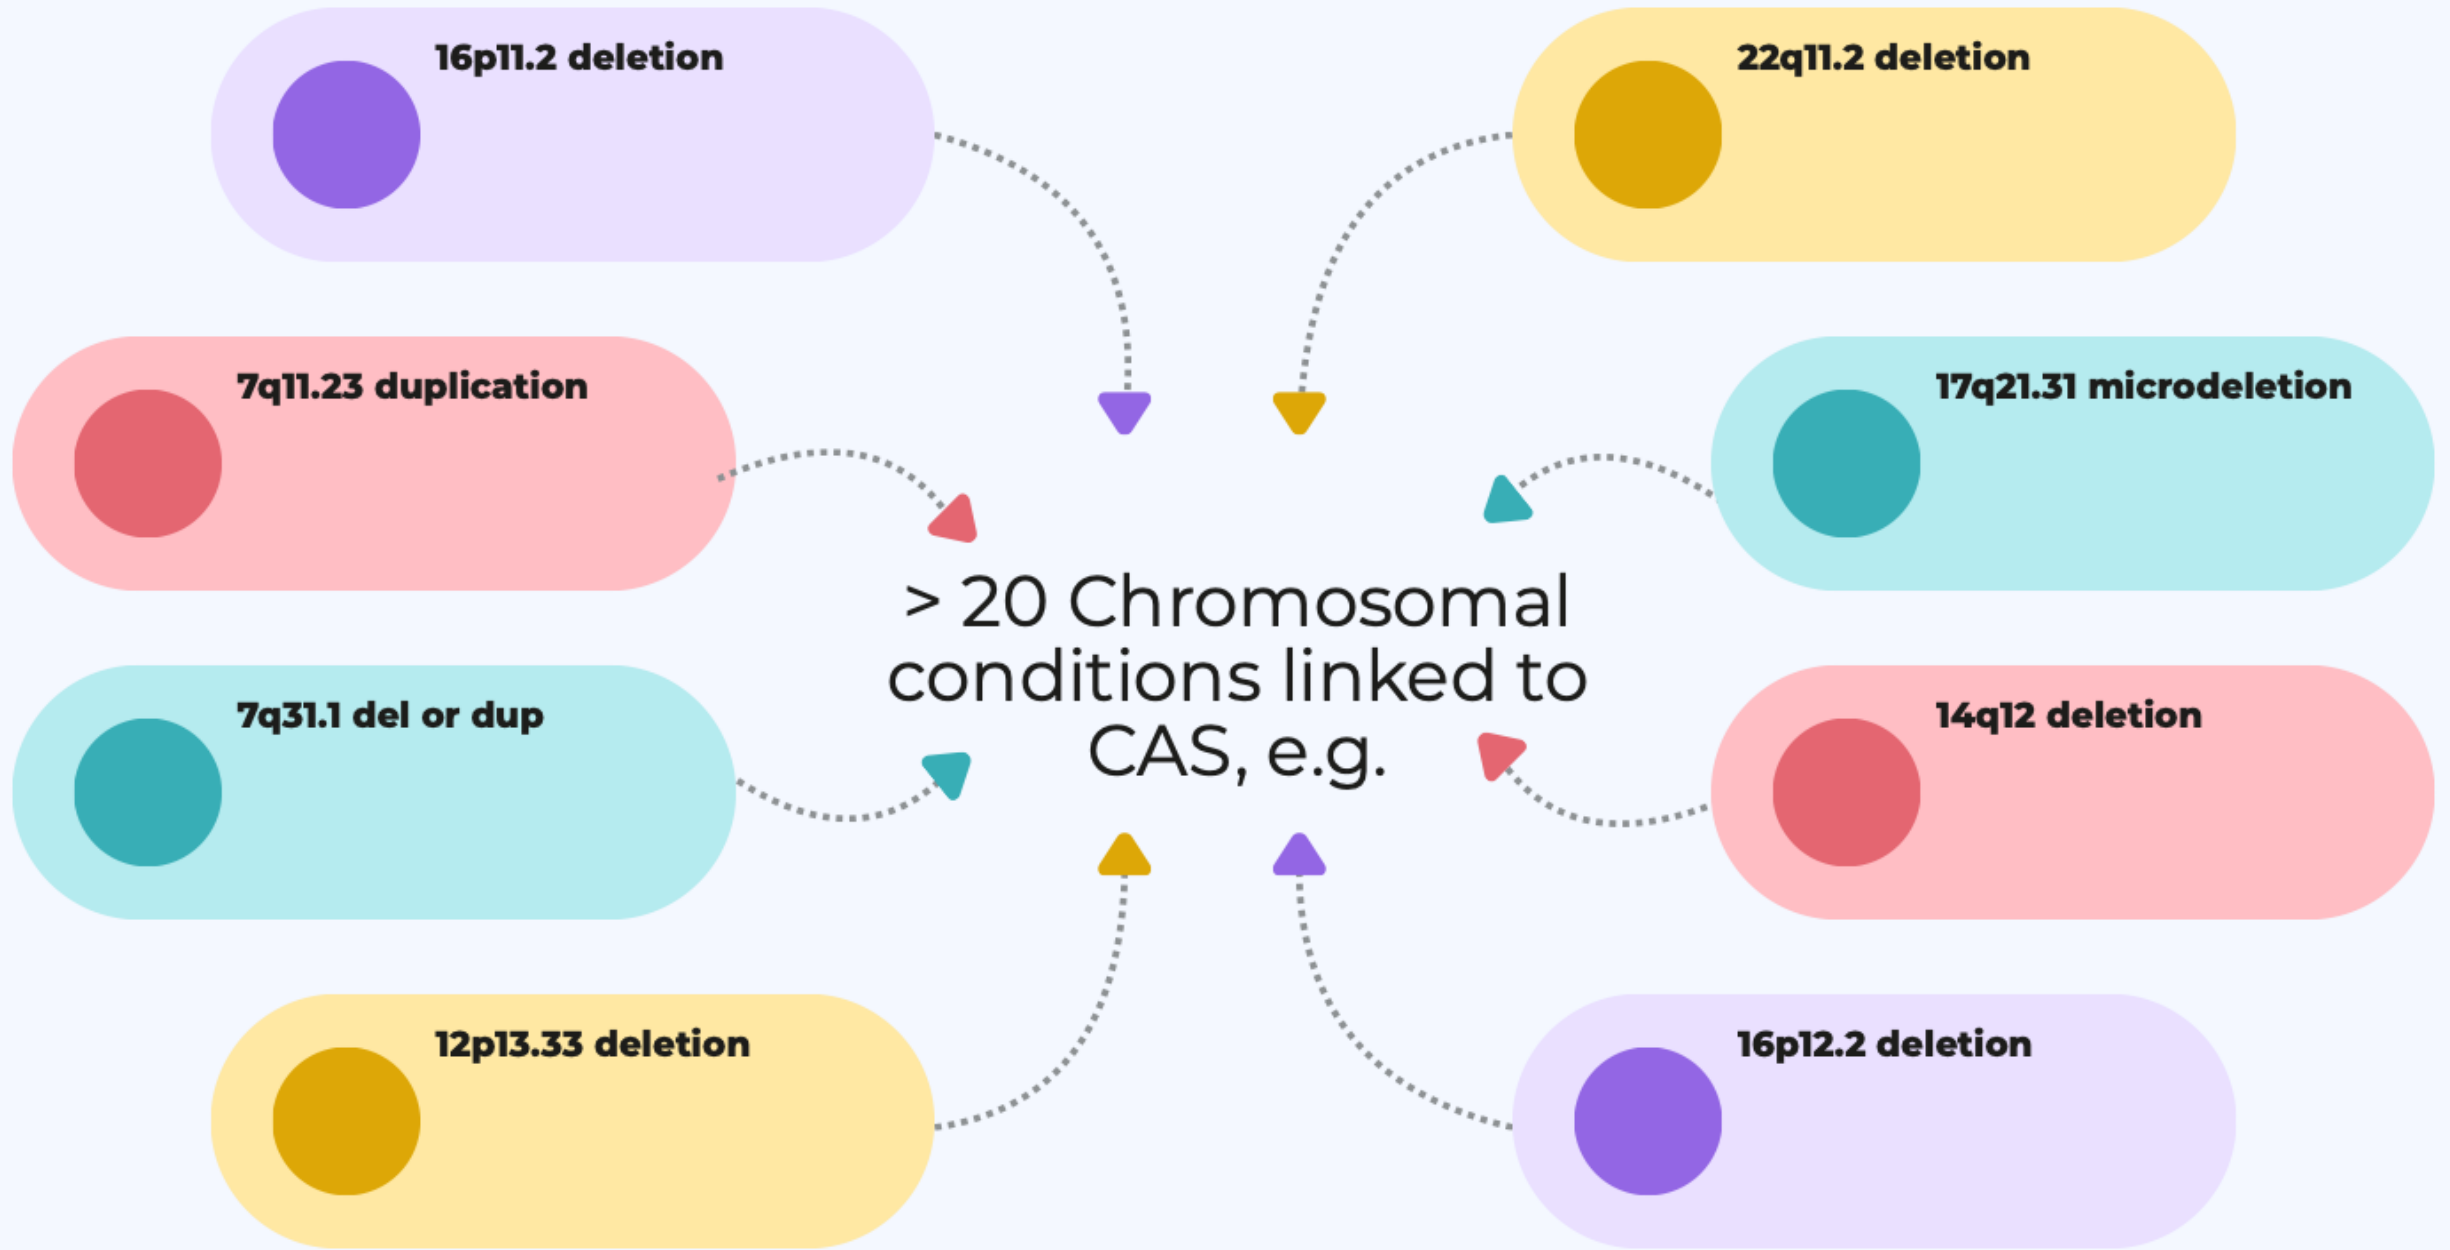 16p11.2 deletion
22q11.2 deletion
7q11.23 duplication
17q21.31 microdeletion
> 20 Chromosomal
conditions linked to
CAS, e.g.
7q31.1 del or dup
14q12 deletion
12p13.33 deletion
16p12.2 deletion